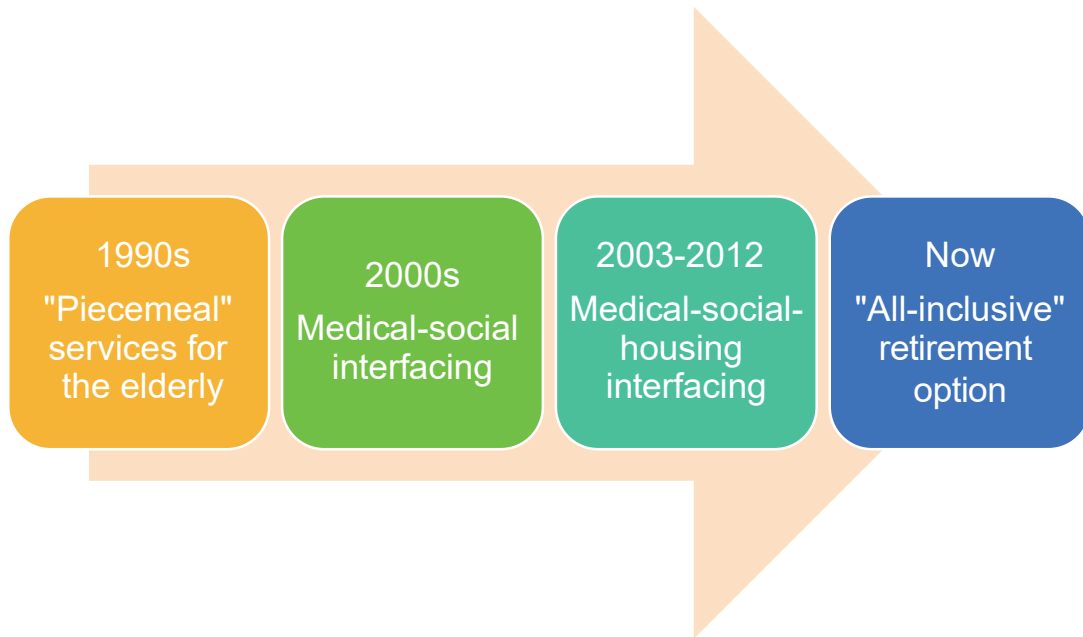 1990s
"Piecemeal"
services for
the elderly
2000s
Medical-social
interfacing
2003-2012
Medical-social-
housing
interfacing
Now
"All-inclusive"
retirement
option